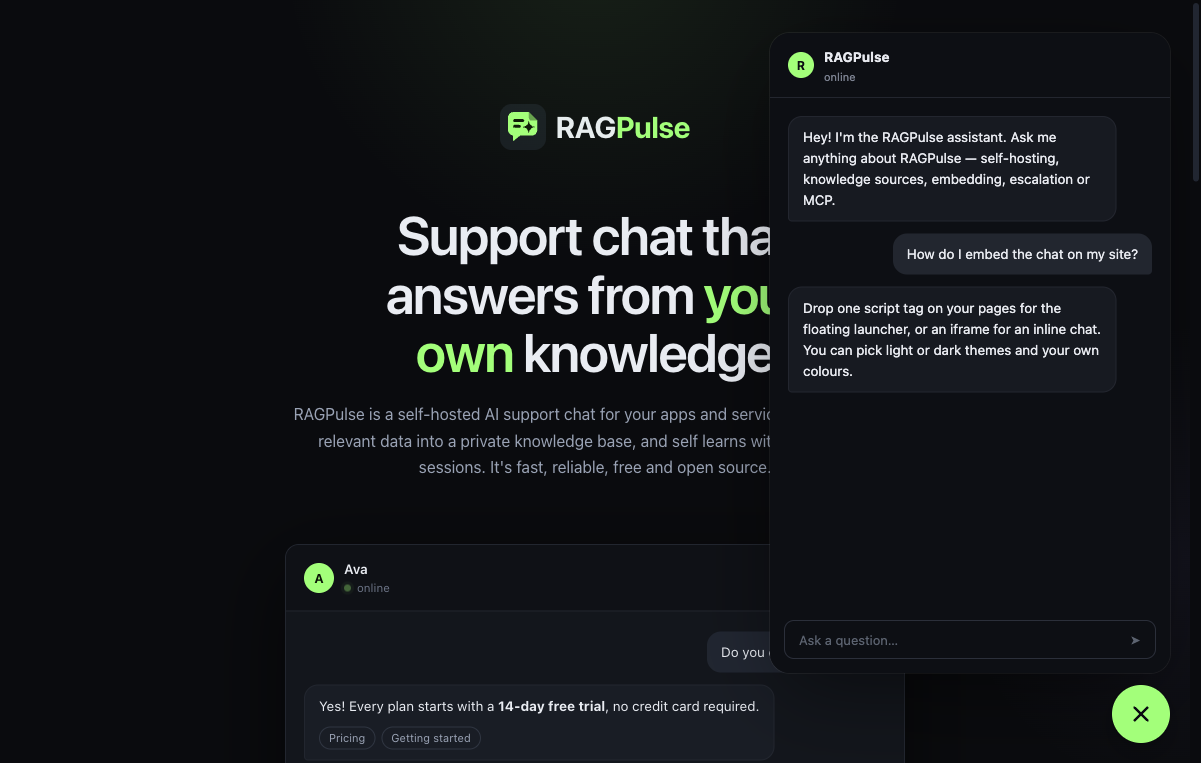 RAGPulse
Support chat tha
answers from you
own knowledge
RAGPulse is a self-hosted AI support chat for your apps and servic
relevant data into a private knowledge base, and self learns wit
sessions. It's fast, reliable, free and open source.
A
Ava
online
Do you
Yes! Every plan starts with a 14-day free trial, no credit card required.
Pricing
Getting started
R
RAGPulse
online
Hey! I'm the RAGPulse assistant. Ask me
anything about RAGPulse — self-hosting,
knowledge sources, embedding, escalation or
MCP.
How do I embed the chat on my site?
Drop one script tag on your pages for the
floating launcher, or an iframe for an inline chat.
You can pick light or dark themes and your own
colours.
Ask a question...